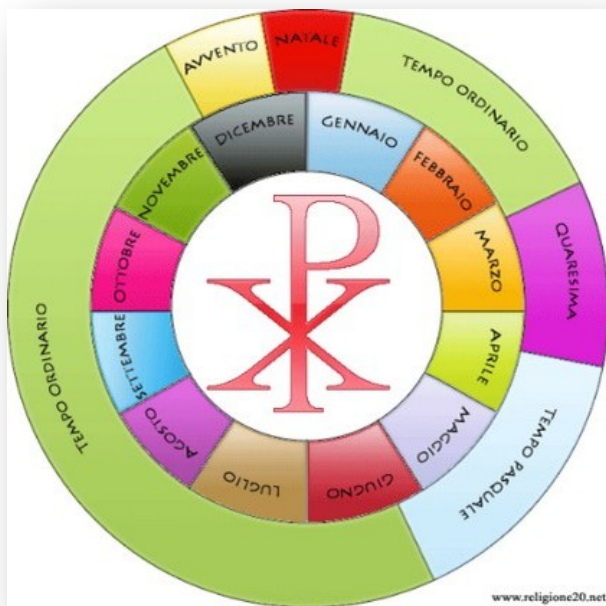 AVVENTO
NATALE
TEMPO ORDINARIO
QUARESIMA
TEMPO PASQUALE
TEMPO ORDINARIO
GENNAIO
FEBBRAIO
MARZO
APRILE
MAGGIO
GIUGNO
LUGLIO
AGOSTO
SETTEMBRE
OTTOBRE
NOVEMBRE
DICEMBRE
www.religione20.net